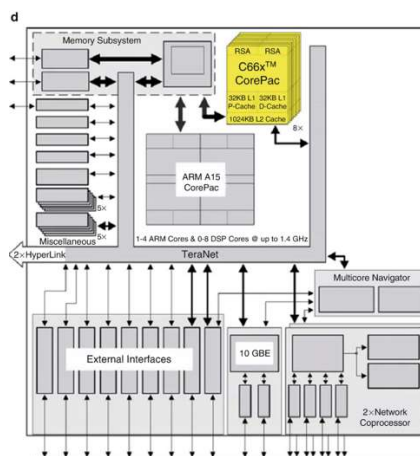 d
Memory Subsystem
RSA RSA
C66x™
CorePac
32KB L1 32KB L1
P-Cache D-Cache
1024KB L2 Cache
8×
ARM A15
CorePac
5×
5×
Miscellaneous
1-4 ARM Cores & 0-8 DSP Cores @ up to 1.4 GHz
2×HyperLink
TeraNet
Multicore Navigator
External Interfaces
10 GBE
2×Network
Coprocessor